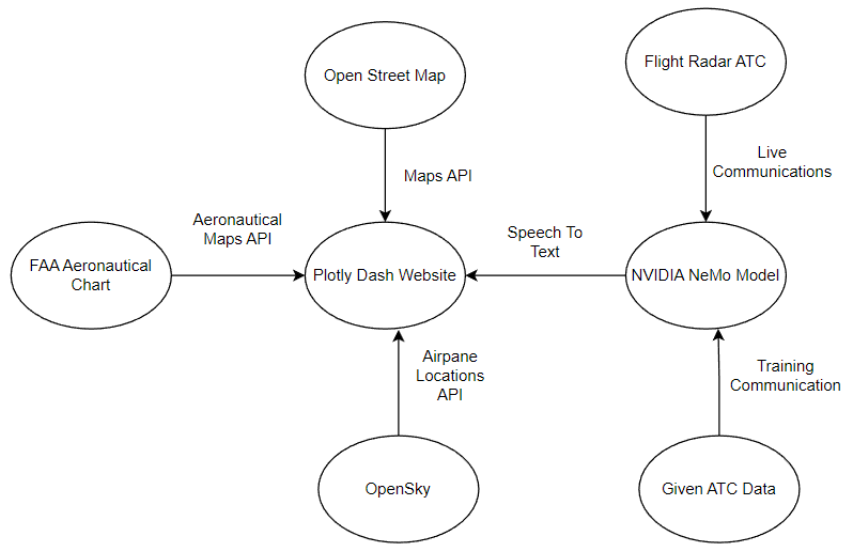 Open Street Map
Flight Radar ATC
Maps API
Live
Communications
Aeronautical
Maps API
Speech To
Text
FAA Aeronautical
Chart
Plotly Dash Website
NVIDIA NeMo Model
Airpane
Locations
API
Training
Communication
OpenSky
Given ATC Data